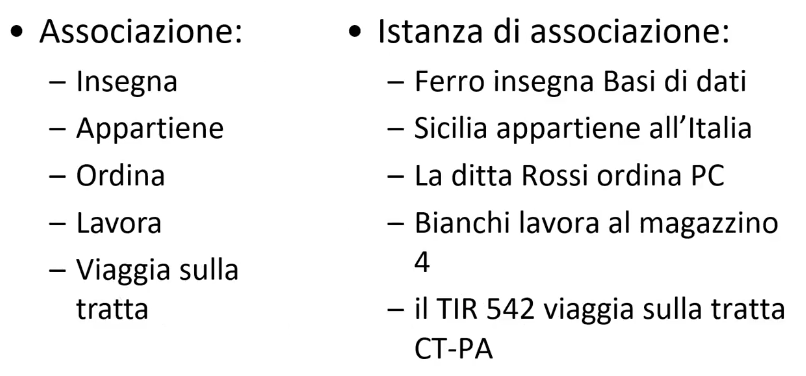 • Associazione:
– Insegna
– Appartiene
– Ordina
– Lavora
– Viaggia sulla
tratta
• Istanza di associazione:
– Ferro insegna Basi di dati
– Sicilia appartiene all’Italia
– La ditta Rossi ordina PC
– Bianchi lavora al magazzino
4
– il TIR 542 viaggia sulla tratta
CT-PA